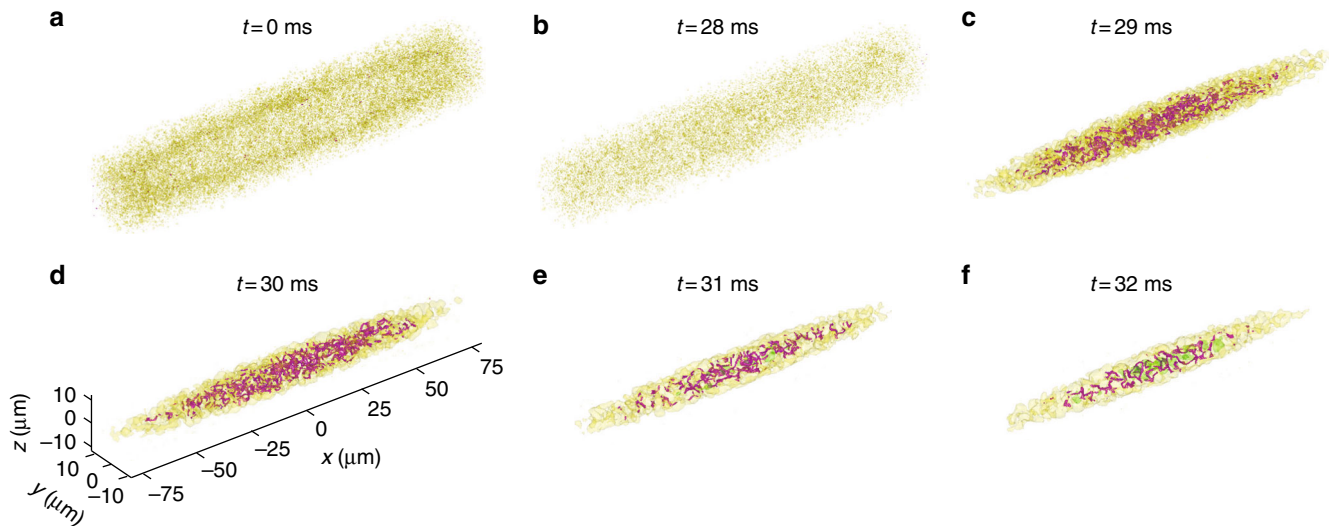 a
t = 0 ms
b
t = 28 ms
c
t = 29 ms
d
t = 30 ms
10
0
−10
z (μm)
10
0
−10
y (μm)
−75
−50
−25
0
25
50
75
x (μm)
e
t = 31 ms
f
t = 32 ms